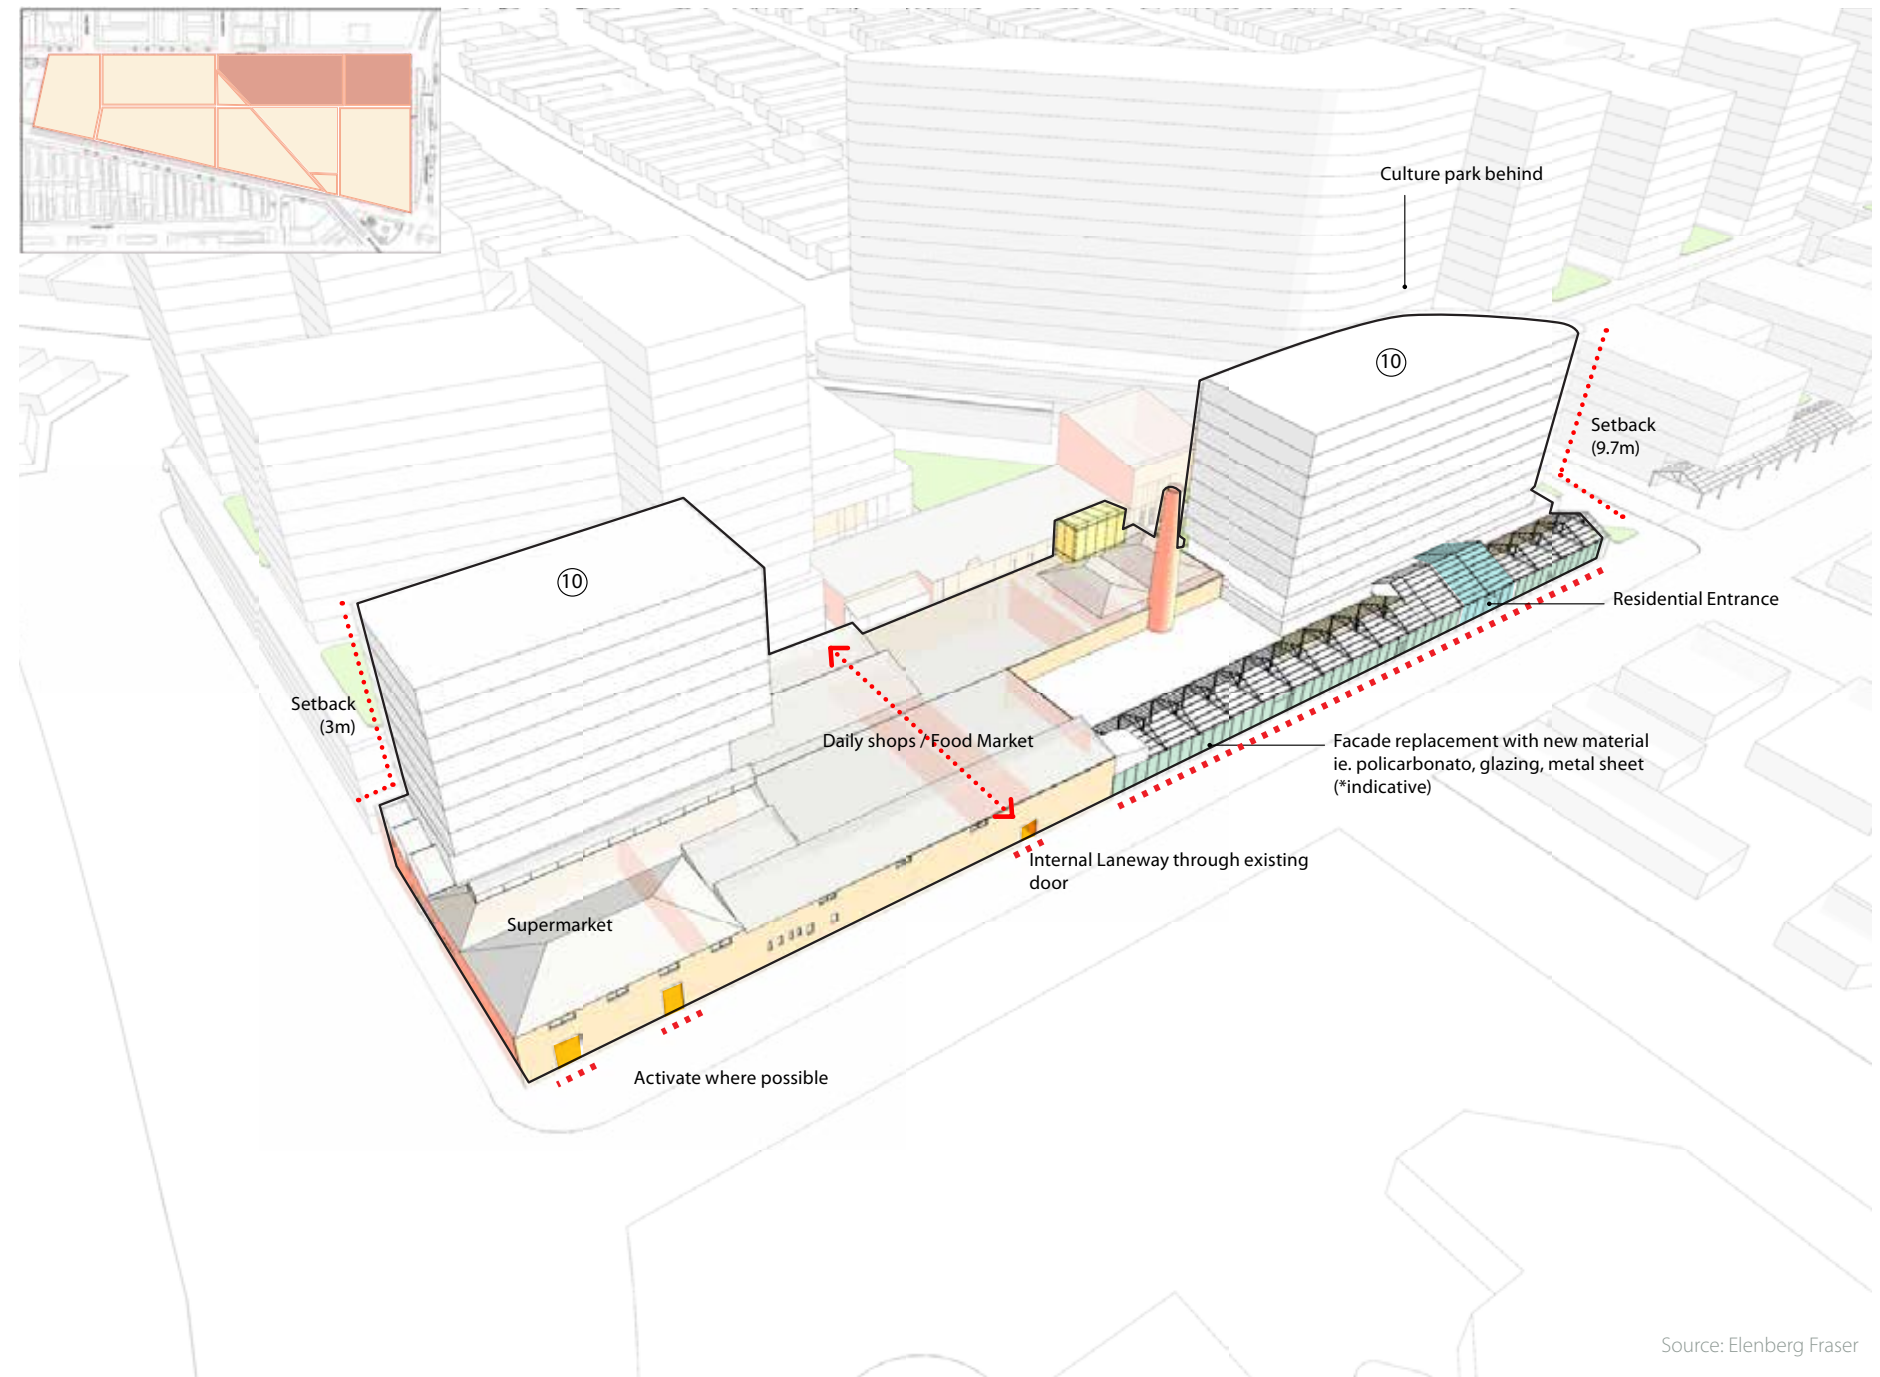 Culture park behind
10
Setback
(9.7m)
10
Residential Entrance
Setback
(3m)
Daily shops / Food Market
Facade replacement with new material
ie. policarbonato, glazing, metal sheet
(*indicative)
Internal Laneway through existing
door
Supermarket
Activate where possible
Source: Elenberg Fraser